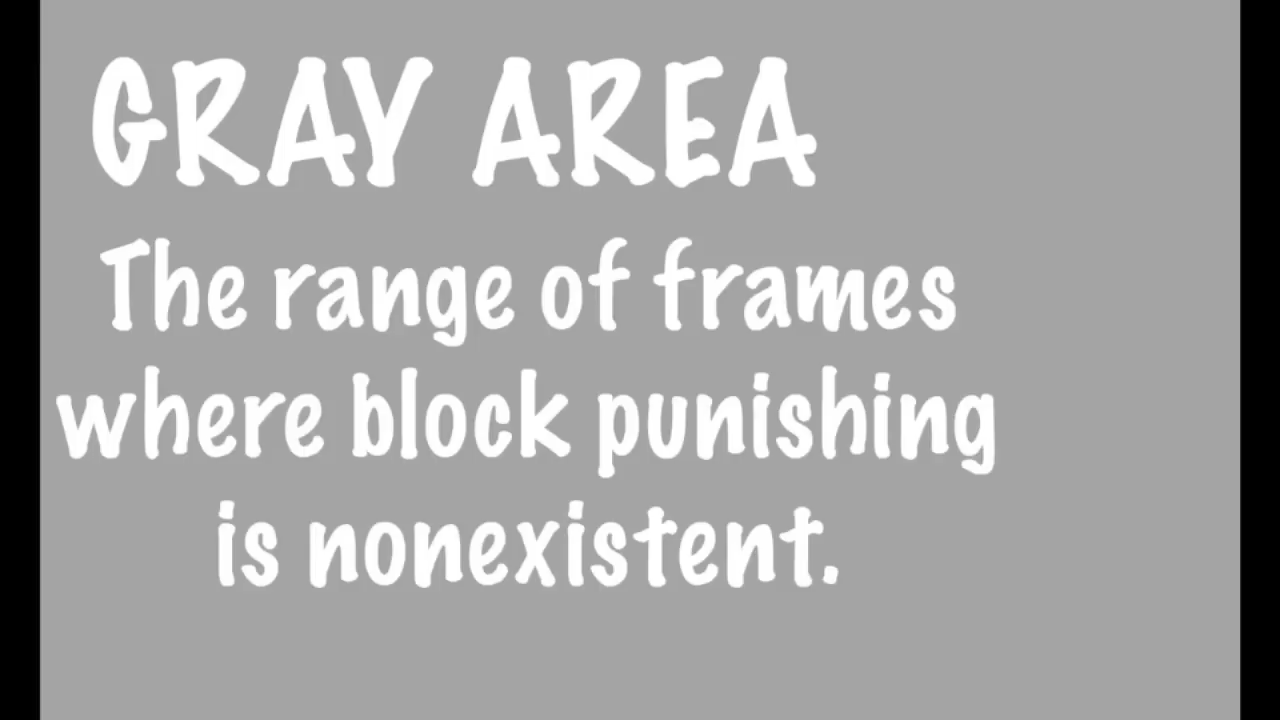 GRAY AREA
The range of frames
where block punishing
is nonexistent.